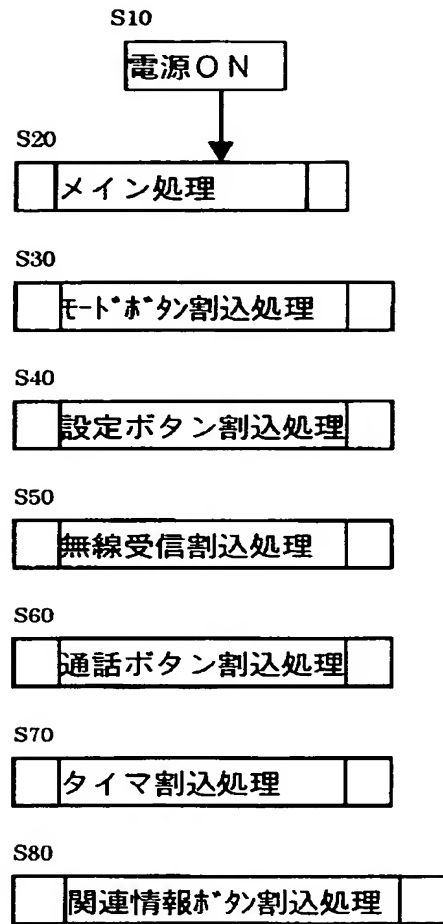 S10
電源ON
S20
メイン処理
S30
モードボタン割込処理
S40
設定ボタン割込処理
S50
無線受信割込処理
S60
通話ボタン割込処理
S70
タイマ割込処理
S80
関連情報ボタン割込処理